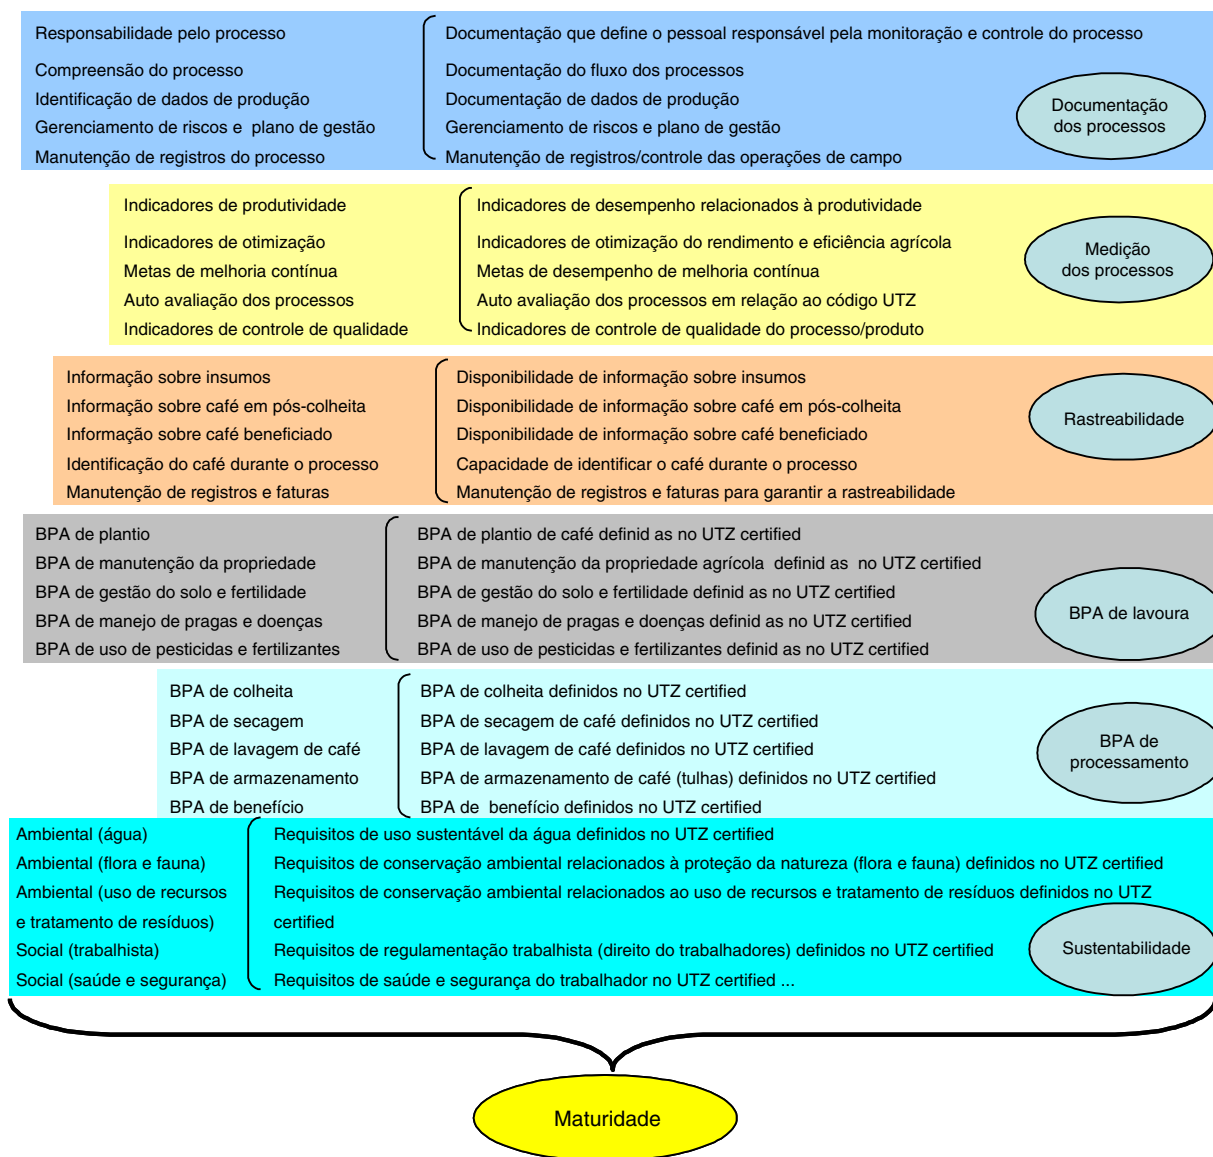 Responsabilidade pelo processo Documentação que define o pessoal responsável pela monitoração e controle do processo
Compreensão do processo Documentação do fluxo dos processos
Identificação de dados de produção Documentação de dados de produção
Gerenciamento de riscos e plano de gestão Gerenciamento de riscos e plano de gestão
Manutenção de registros do processo Manutenção de registros/controle das operações de campo
Documentação
dos processos
Indicadores de produtividade Indicadores de desempenho relacionados à produtividade
Indicadores de otimização Indicadores de otimização do rendimento e eficiência agrícola
Metas de melhoria contínua Metas de desempenho de melhoria contínua
Auto avaliação dos processos Auto avaliação dos processos em relação ao código UTZ
Indicadores de controle de qualidade Indicadores de controle de qualidade do processo/produto
Medição
dos processos
Informação sobre insumos Disponibilidade de informação sobre insumos
Informação sobre café em pós-colheita Disponibilidade de informação sobre café em pós-colheita
Informação sobre café beneficiado Disponibilidade de informação sobre café beneficiado
Identificação do café durante o processo Capacidade de identificar o café durante o processo
Manutenção de registros e faturas Manutenção de registros e faturas para garantir a rastreabilidade
Rastreabilidade
BPA de plantio BPA de plantio de café definid as no UTZ certified
BPA de manutenção da propriedade BPA de manutenção da propriedade agrícola definid as no UTZ certified
BPA de gestão do solo e fertilidade BPA de gestão do solo e fertilidade definid as no UTZ certified
BPA de manejo de pragas e doenças BPA de manejo de pragas e doenças definid as no UTZ certified
BPA de uso de pesticidas e fertilizantes BPA de uso de pesticidas e fertilizantes definid as no UTZ certified
BPA de lavoura
BPA de colheita BPA de colheita definidos no UTZ certified
BPA de secagem BPA de secagem de café definidos no UTZ certified
BPA de lavagem de café BPA de lavagem de café definidos no UTZ certified
BPA de armazenamento BPA de armazenamento de café (tulhas) definidos no UTZ certified
BPA de benefício BPA de benefício definidos no UTZ certified
BPA de
processamento
Ambiental (água) Requisitos de uso sustentável da água definidos no UTZ certified
Ambiental (flora e fauna) Requisitos de conservação ambiental relacionados à proteção da natureza (flora e fauna) definidos no UTZ certified
Ambiental (uso de recursos Requisitos de conservação ambiental relacionados ao uso de recursos e tratamento de resíduos definidos no UTZ
e tratamento de resíduos) certified
Social (trabalhista) Requisitos de regulamentação trabalhista (direito do trabalhadores) definidos no UTZ certified
Social (saúde e segurança) Requisitos de saúde e segurança do trabalhador no UTZ certified ...
Sustentabilidade
Maturidade